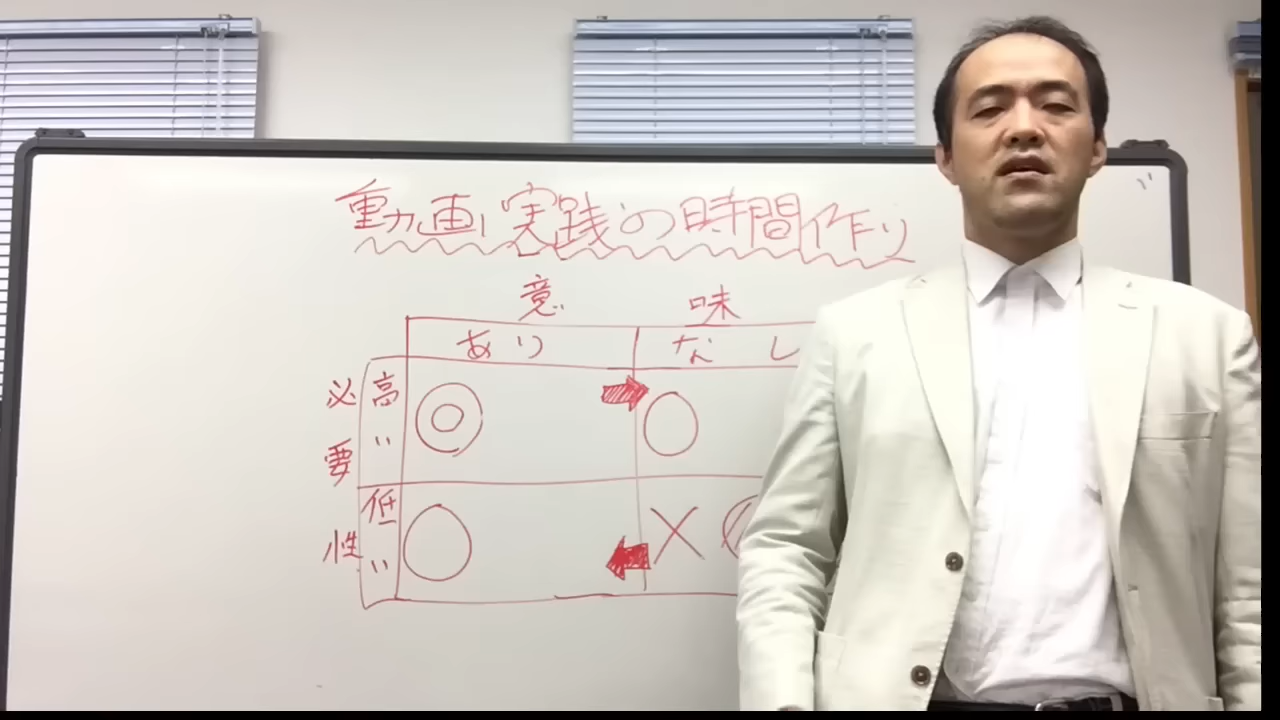 動画実践の時間作り
意味
あり なし
必要性
高い ◎ ○
低い ○ ×